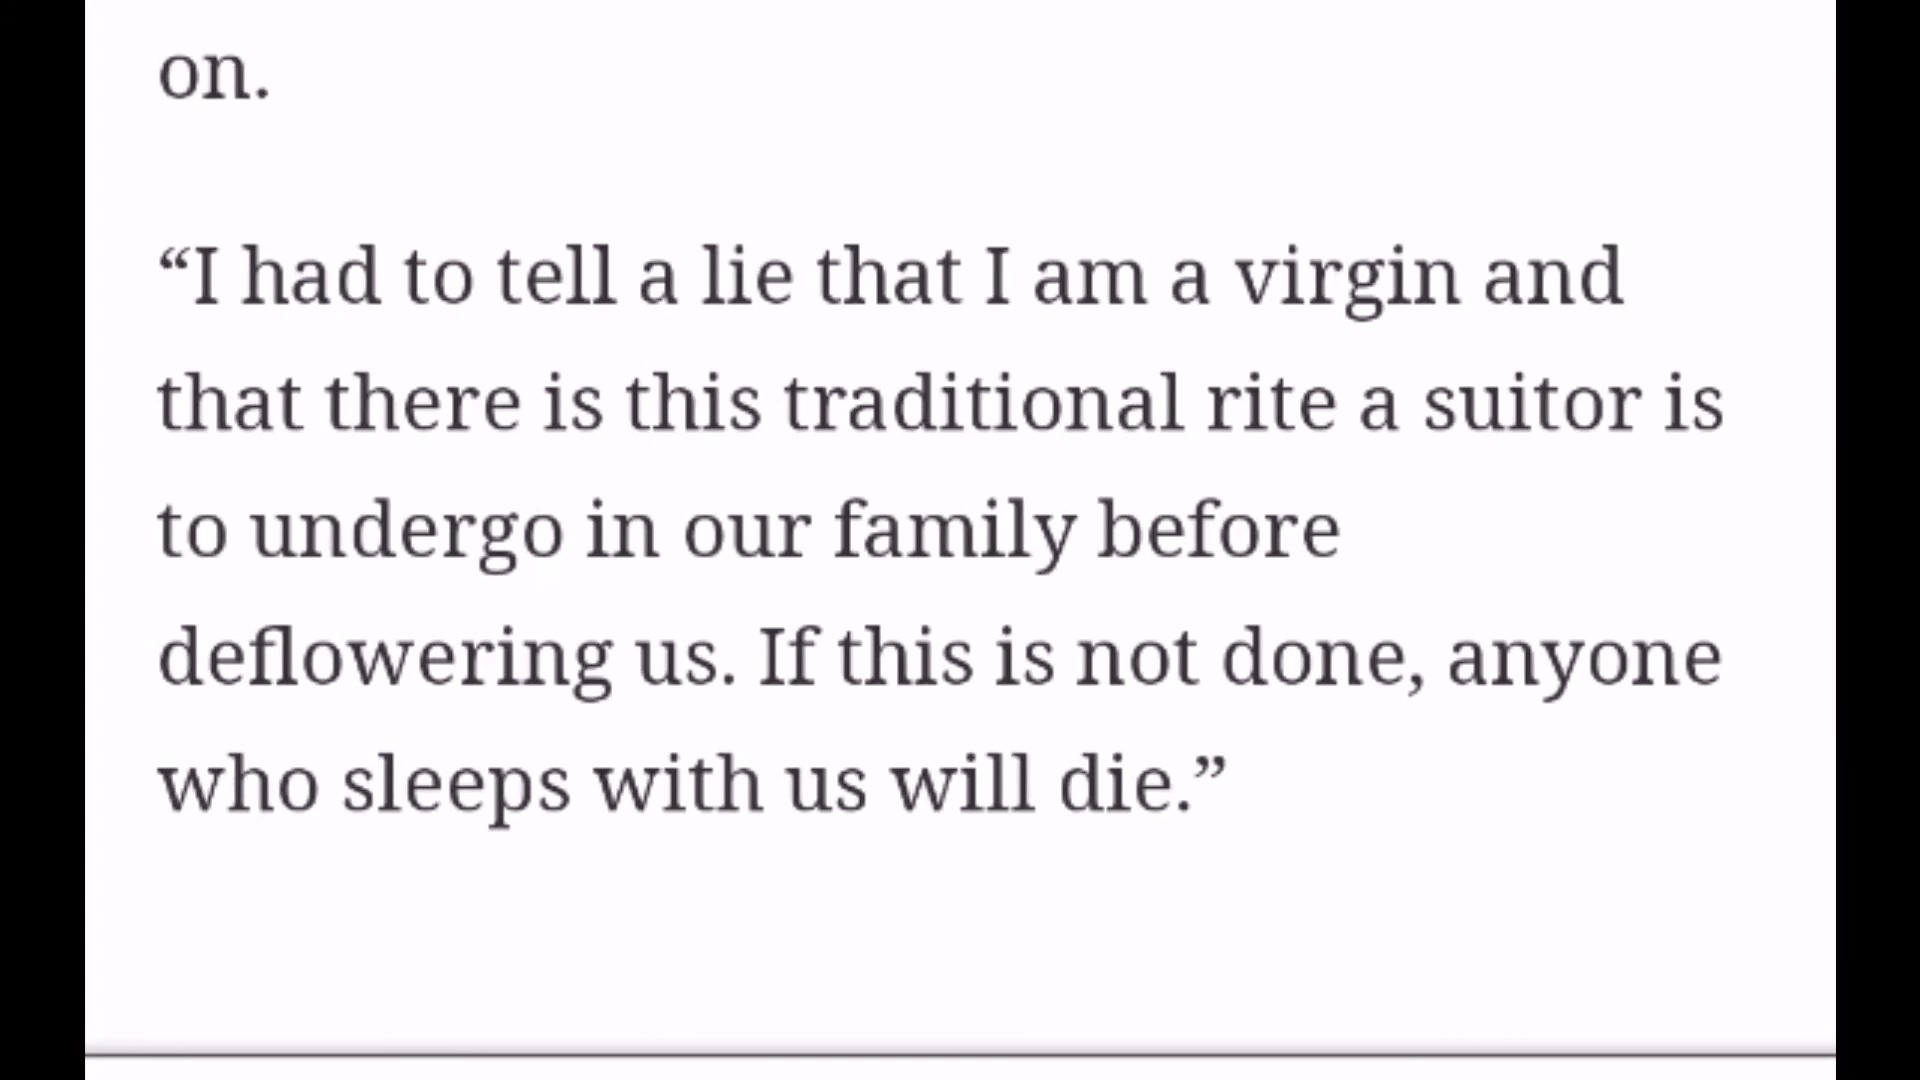 on.
“I had to tell a lie that I am a virgin and
that there is this traditional rite a suitor is
to undergo in our family before
deflowering us. If this is not done, anyone
who sleeps with us will die.”